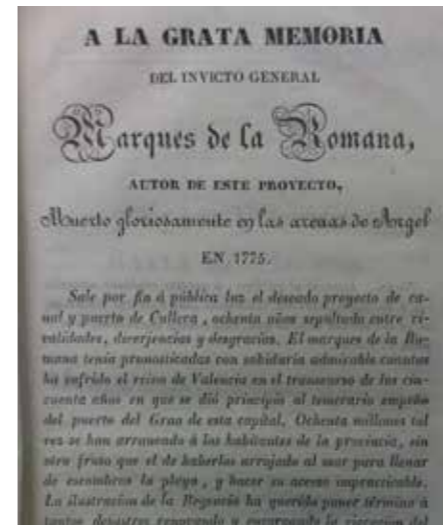 A LA GRATA MEMORIA
DEL INVICTO GENERAL
Marques de la Romana,
AUTOR DE ESTE PROYECTO,
Muerto gloriosamente en las arenas de Argel
EN 1775.
Sale por fin á pública luz el deseado proyecto de ca-
nal y puerto de Cullera, ochenta años sepultado entre ri-
validades, diverjencias y desgracias. El marques de la Ro-
mana tenia pronosticadas con sabiduría admirable cuantas
ha sufrido el reino de Valencia en el transcurso de los cin-
cuenta años en que se dió principio al temerario empeño
del puerto del Grao de esta capital. Ochenta millones tal
vez se han arrancado á los habitantes de la provincia, sin
otro fruto que el de haberlos arrojado al mar para llenar
de escombros la playa, y hacer su acceso impracticable.
La ilustracion de la Regencia ha querido poner término á
tantos desastres